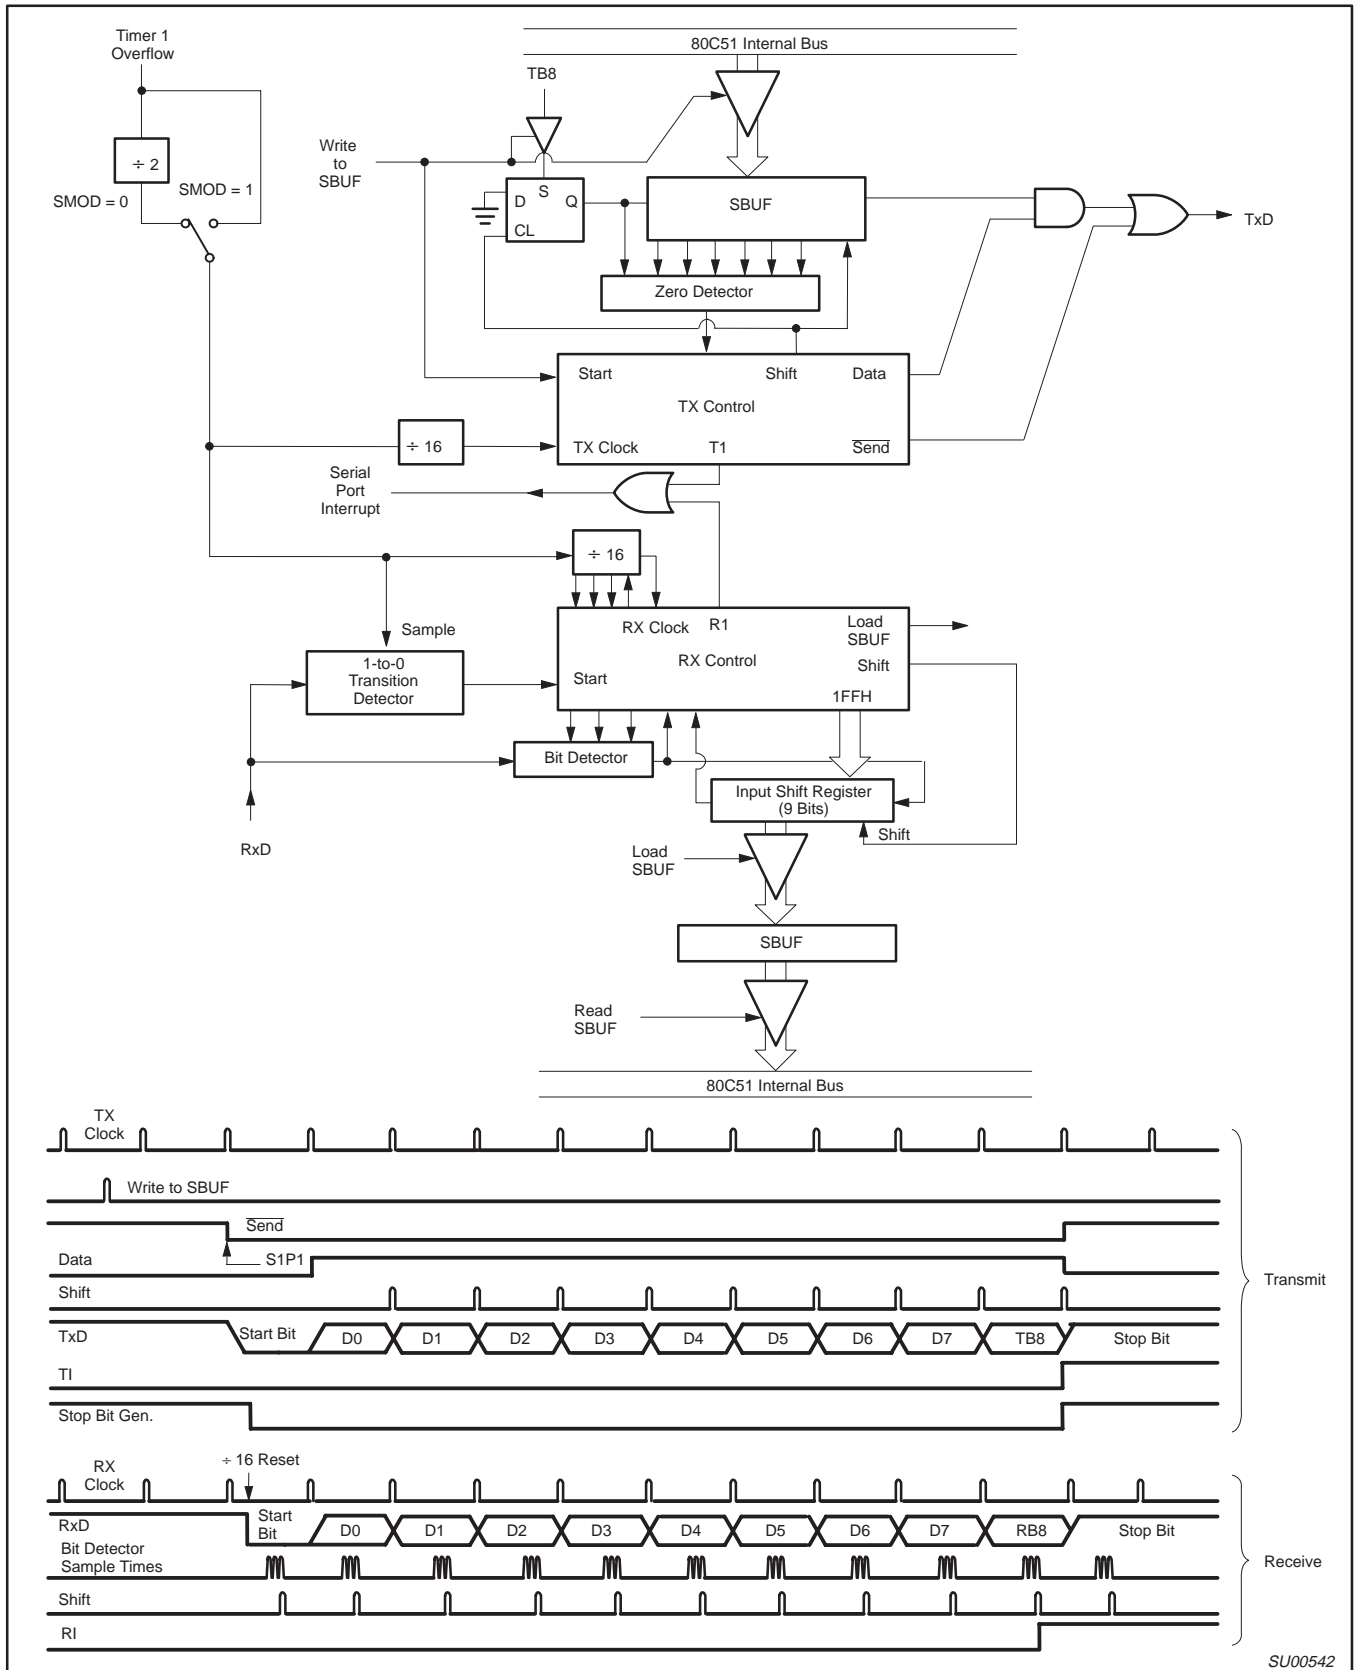 Timer 1
Overflow
80C51 Internal Bus
TB8
Write
to
SBUF
÷ 2
SMOD = 1
SMOD = 0
S
D
Q
CL
SBUF
TxD
Zero Detector
Start
Shift
Data
TX Control
÷ 16
TX Clock
T1
Send
Serial
Port
Interrupt
÷ 16
Sample
RX Clock
R1
Load
SBUF
RX Control
Shift
1-to-0
Transition
Detector
Start
1FFH
Bit Detector
Input Shift Register
(9 Bits)
Shift
RxD
Load
SBUF
SBUF
Read
SBUF
80C51 Internal Bus
TX
Clock
Write to SBUF
Send
Data
S1P1
Shift
TxD
Start Bit
D0
D1
D2
D3
D4
D5
D6
D7
TB8
Stop Bit
TI
Stop Bit Gen.
Transmit
÷ 16 Reset
RX
Clock
RxD
Start
Bit
D0
D1
D2
D3
D4
D5
D6
D7
RB8
Stop Bit
Bit Detector
Sample Times
Shift
RI
Receive
SU00542